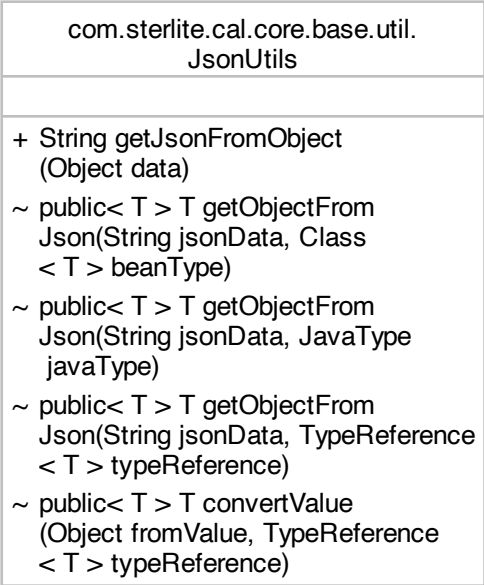 com.sterlite.cal.core.base.util.
JsonUtils
+ String getJsonFromObject
(Object data)
~ public< T > T getObjectFrom
Json(String jsonData, Class
< T > beanType)
~ public< T > T getObjectFrom
Json(String jsonData, JavaType
javaType)
~ public< T > T getObjectFrom
Json(String jsonData, TypeReference
< T > typeReference)
~ public< T > T convertValue
(Object fromValue, TypeReference
< T > typeReference)